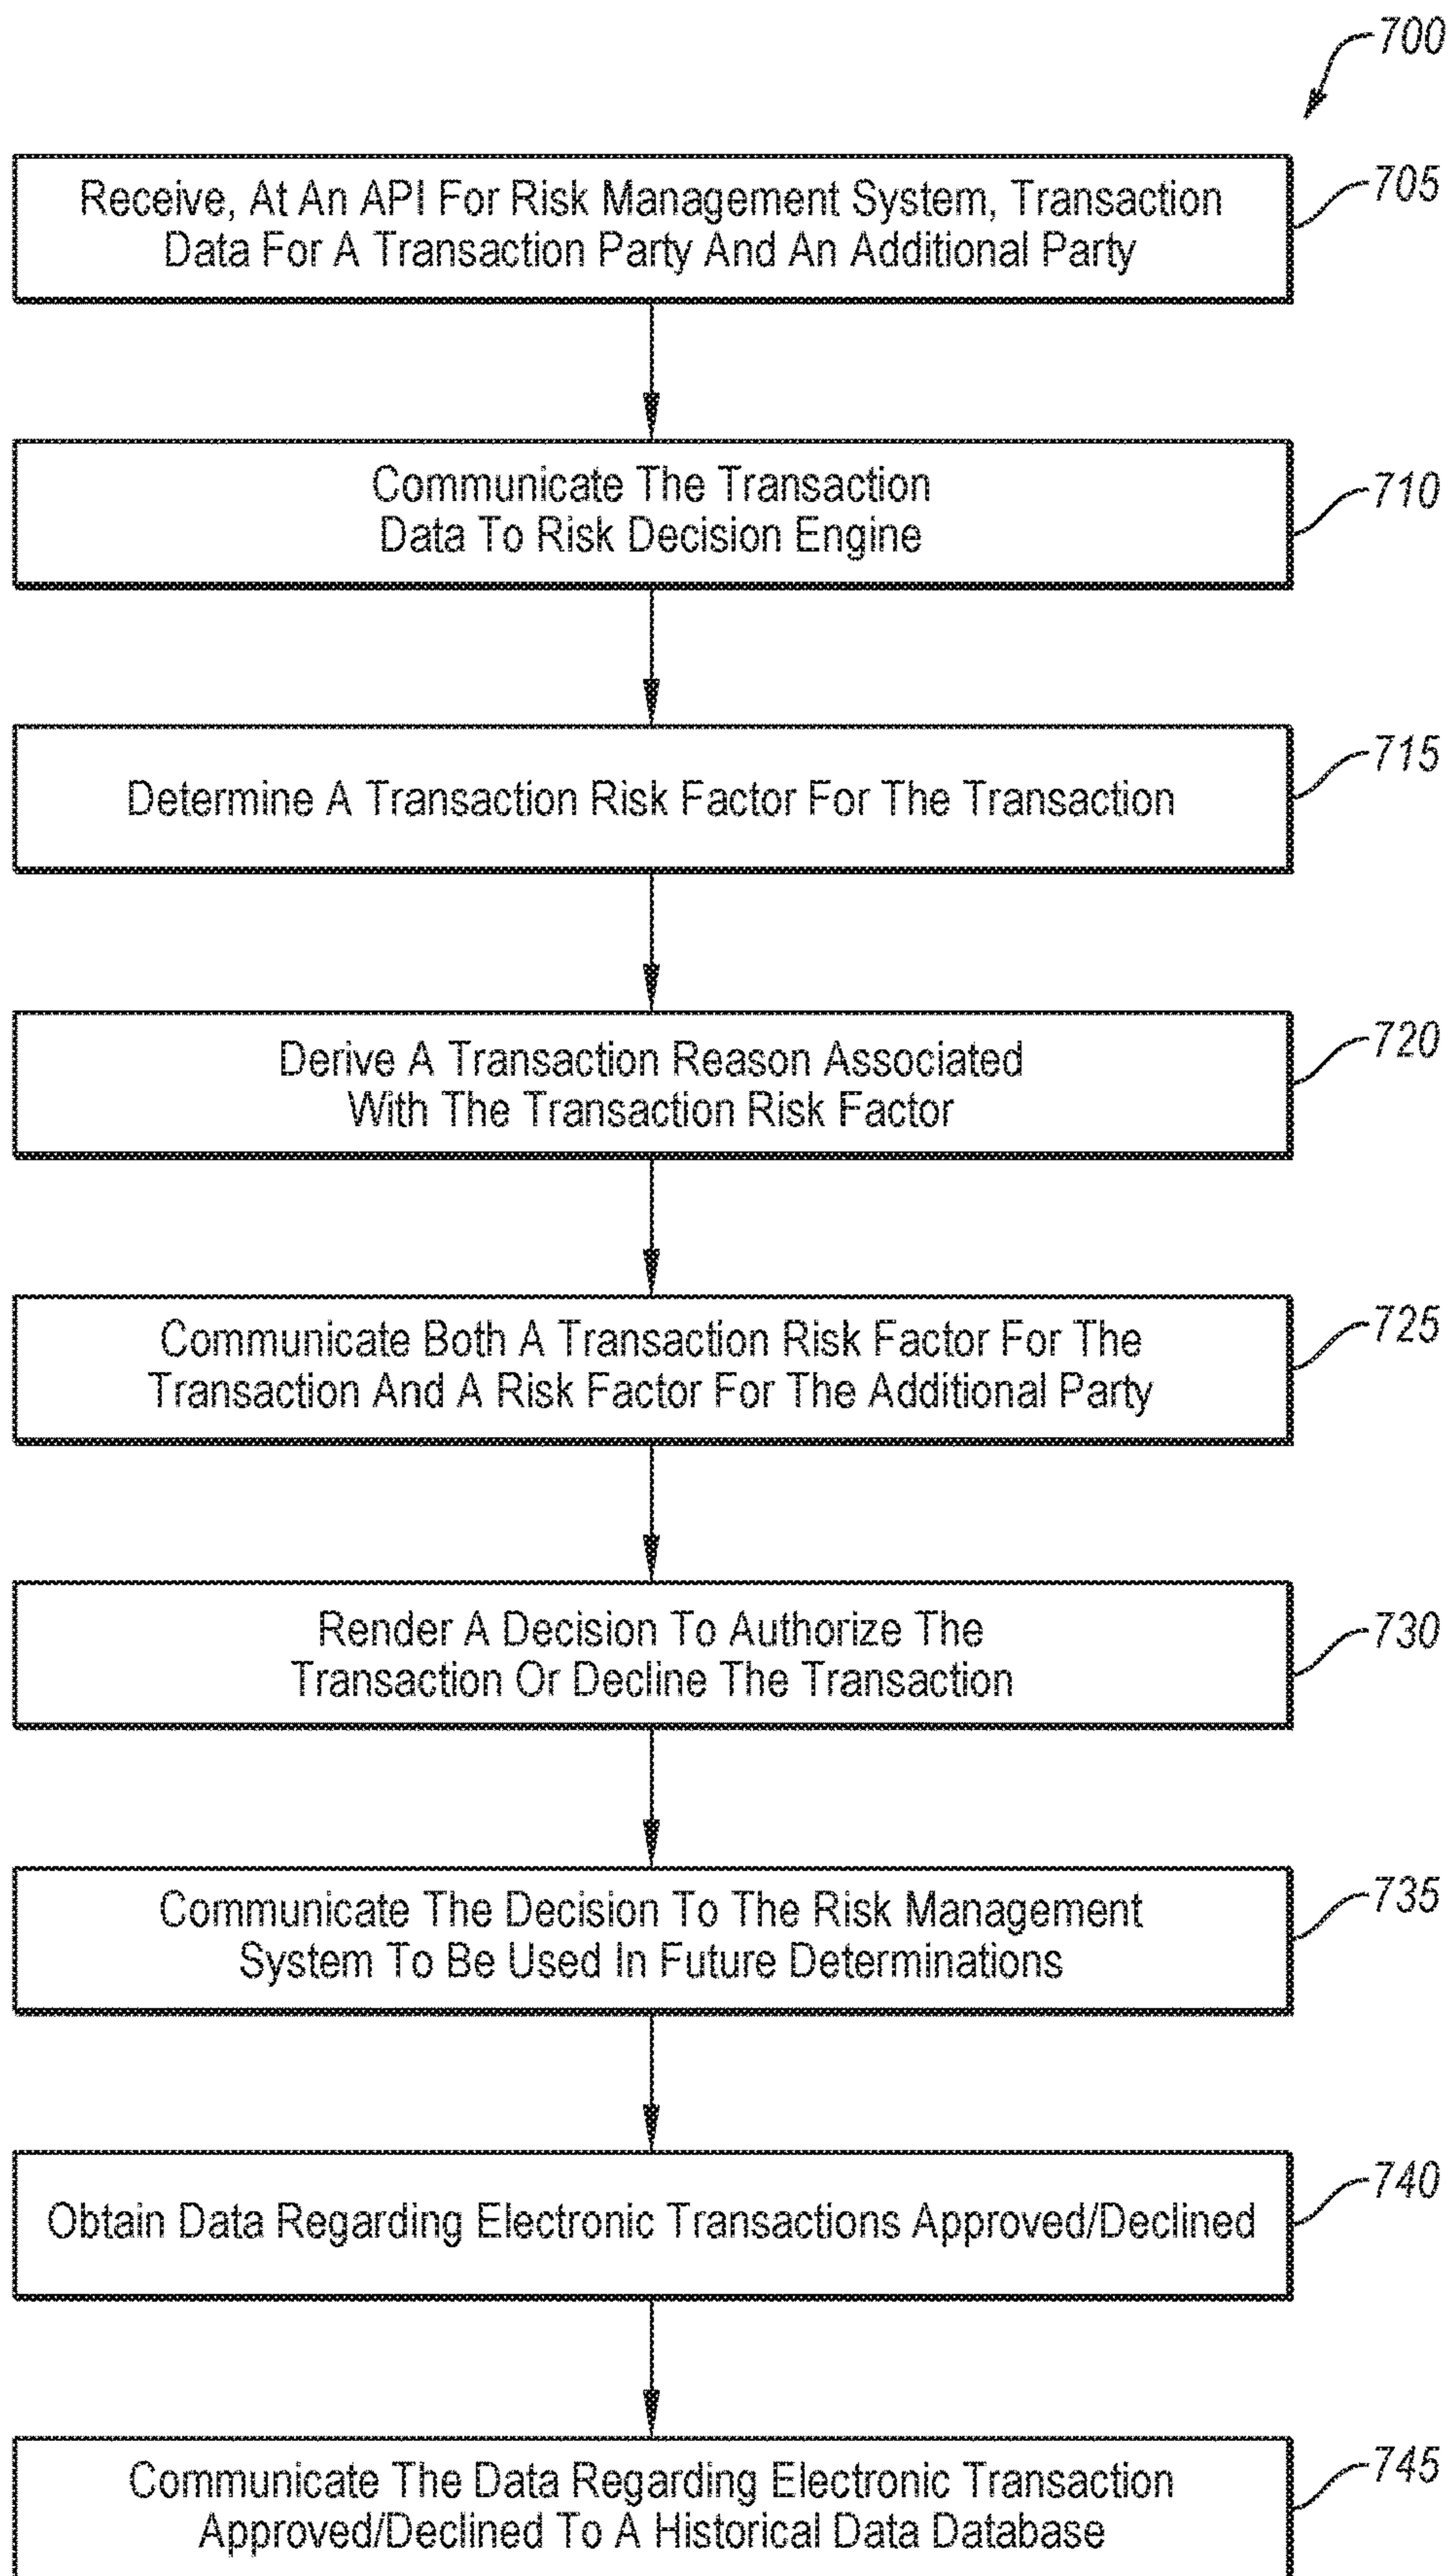 700
Receive, At An API For Risk Management System, Transaction
Data For A Transaction Party And An Additional Party
705
Communicate The Transaction
Data To Risk Decision Engine
710
Determine A Transaction Risk Factor For The Transaction
715
Derive A Transaction Reason Associated
With The Transaction Risk Factor
720
Communicate Both A Transaction Risk Factor For The
Transaction And A Risk Factor For The Additional Party
725
Render A Decision To Authorize The
Transaction Or Decline The Transaction
730
Communicate The Decision To The Risk Management
System To Be Used In Future Determinations
735
Obtain Data Regarding Electronic Transactions Approved/Declined
740
Communicate The Data Regarding Electronic Transaction
Approved/Declined To A Historical Data Database
745